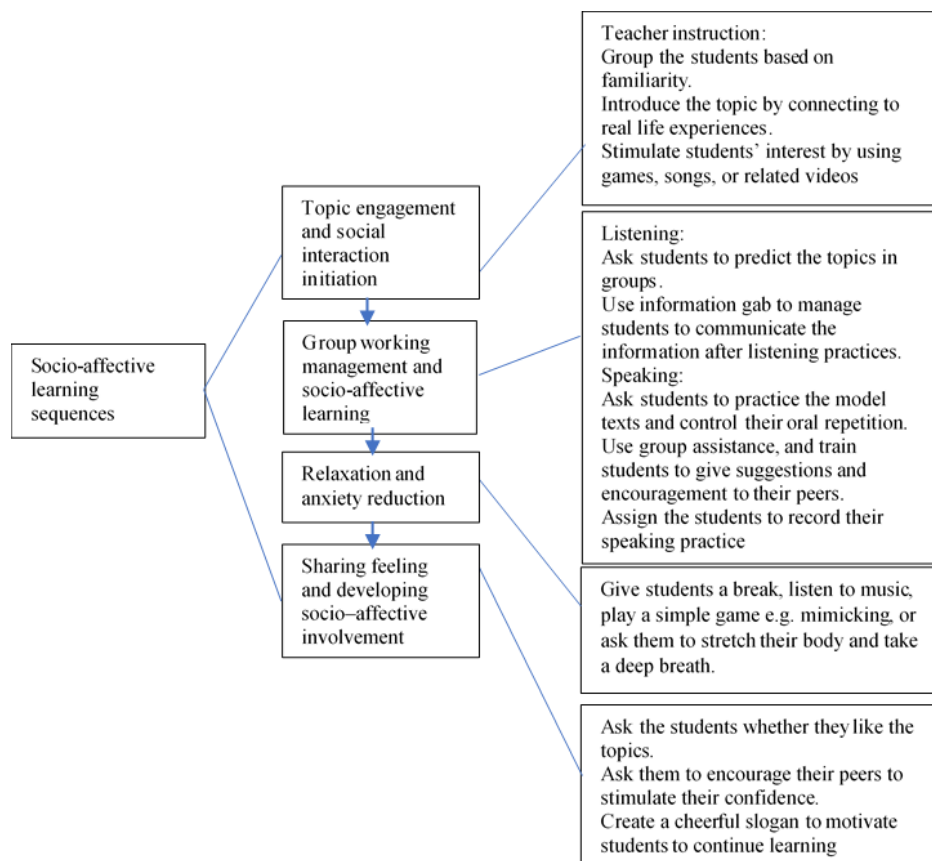 Socio-affective
learning
sequences
Topic engagement
and social
interaction
initiation
Group working
management and
socio-affective
learning
Relaxation and
anxiety reduction
Sharing feeling
and developing
socio–affective
involvement
Teacher instruction:
Group the students based on
familiarity.
Introduce the topic by connecting to
real life experiences.
Stimulate students’ interest by using
games, songs, or related videos
Listening:
Ask students to predict the topics in
groups.
Use information gab to manage
students to communicate the
information after listening practices.
Speaking:
Ask students to practice the model
texts and control their oral repetition.
Use group assistance, and train
students to give suggestions and
encouragement to their peers.
Assign the students to record their
speaking practice
Give students a break, listen to music,
play a simple game e.g. mimicking, or
ask them to stretch their body and take
a deep breath.
Ask the students whether they like the
topics.
Ask them to encourage their peers to
stimulate their confidence.
Create a cheerful slogan to motivate
students to continue learning